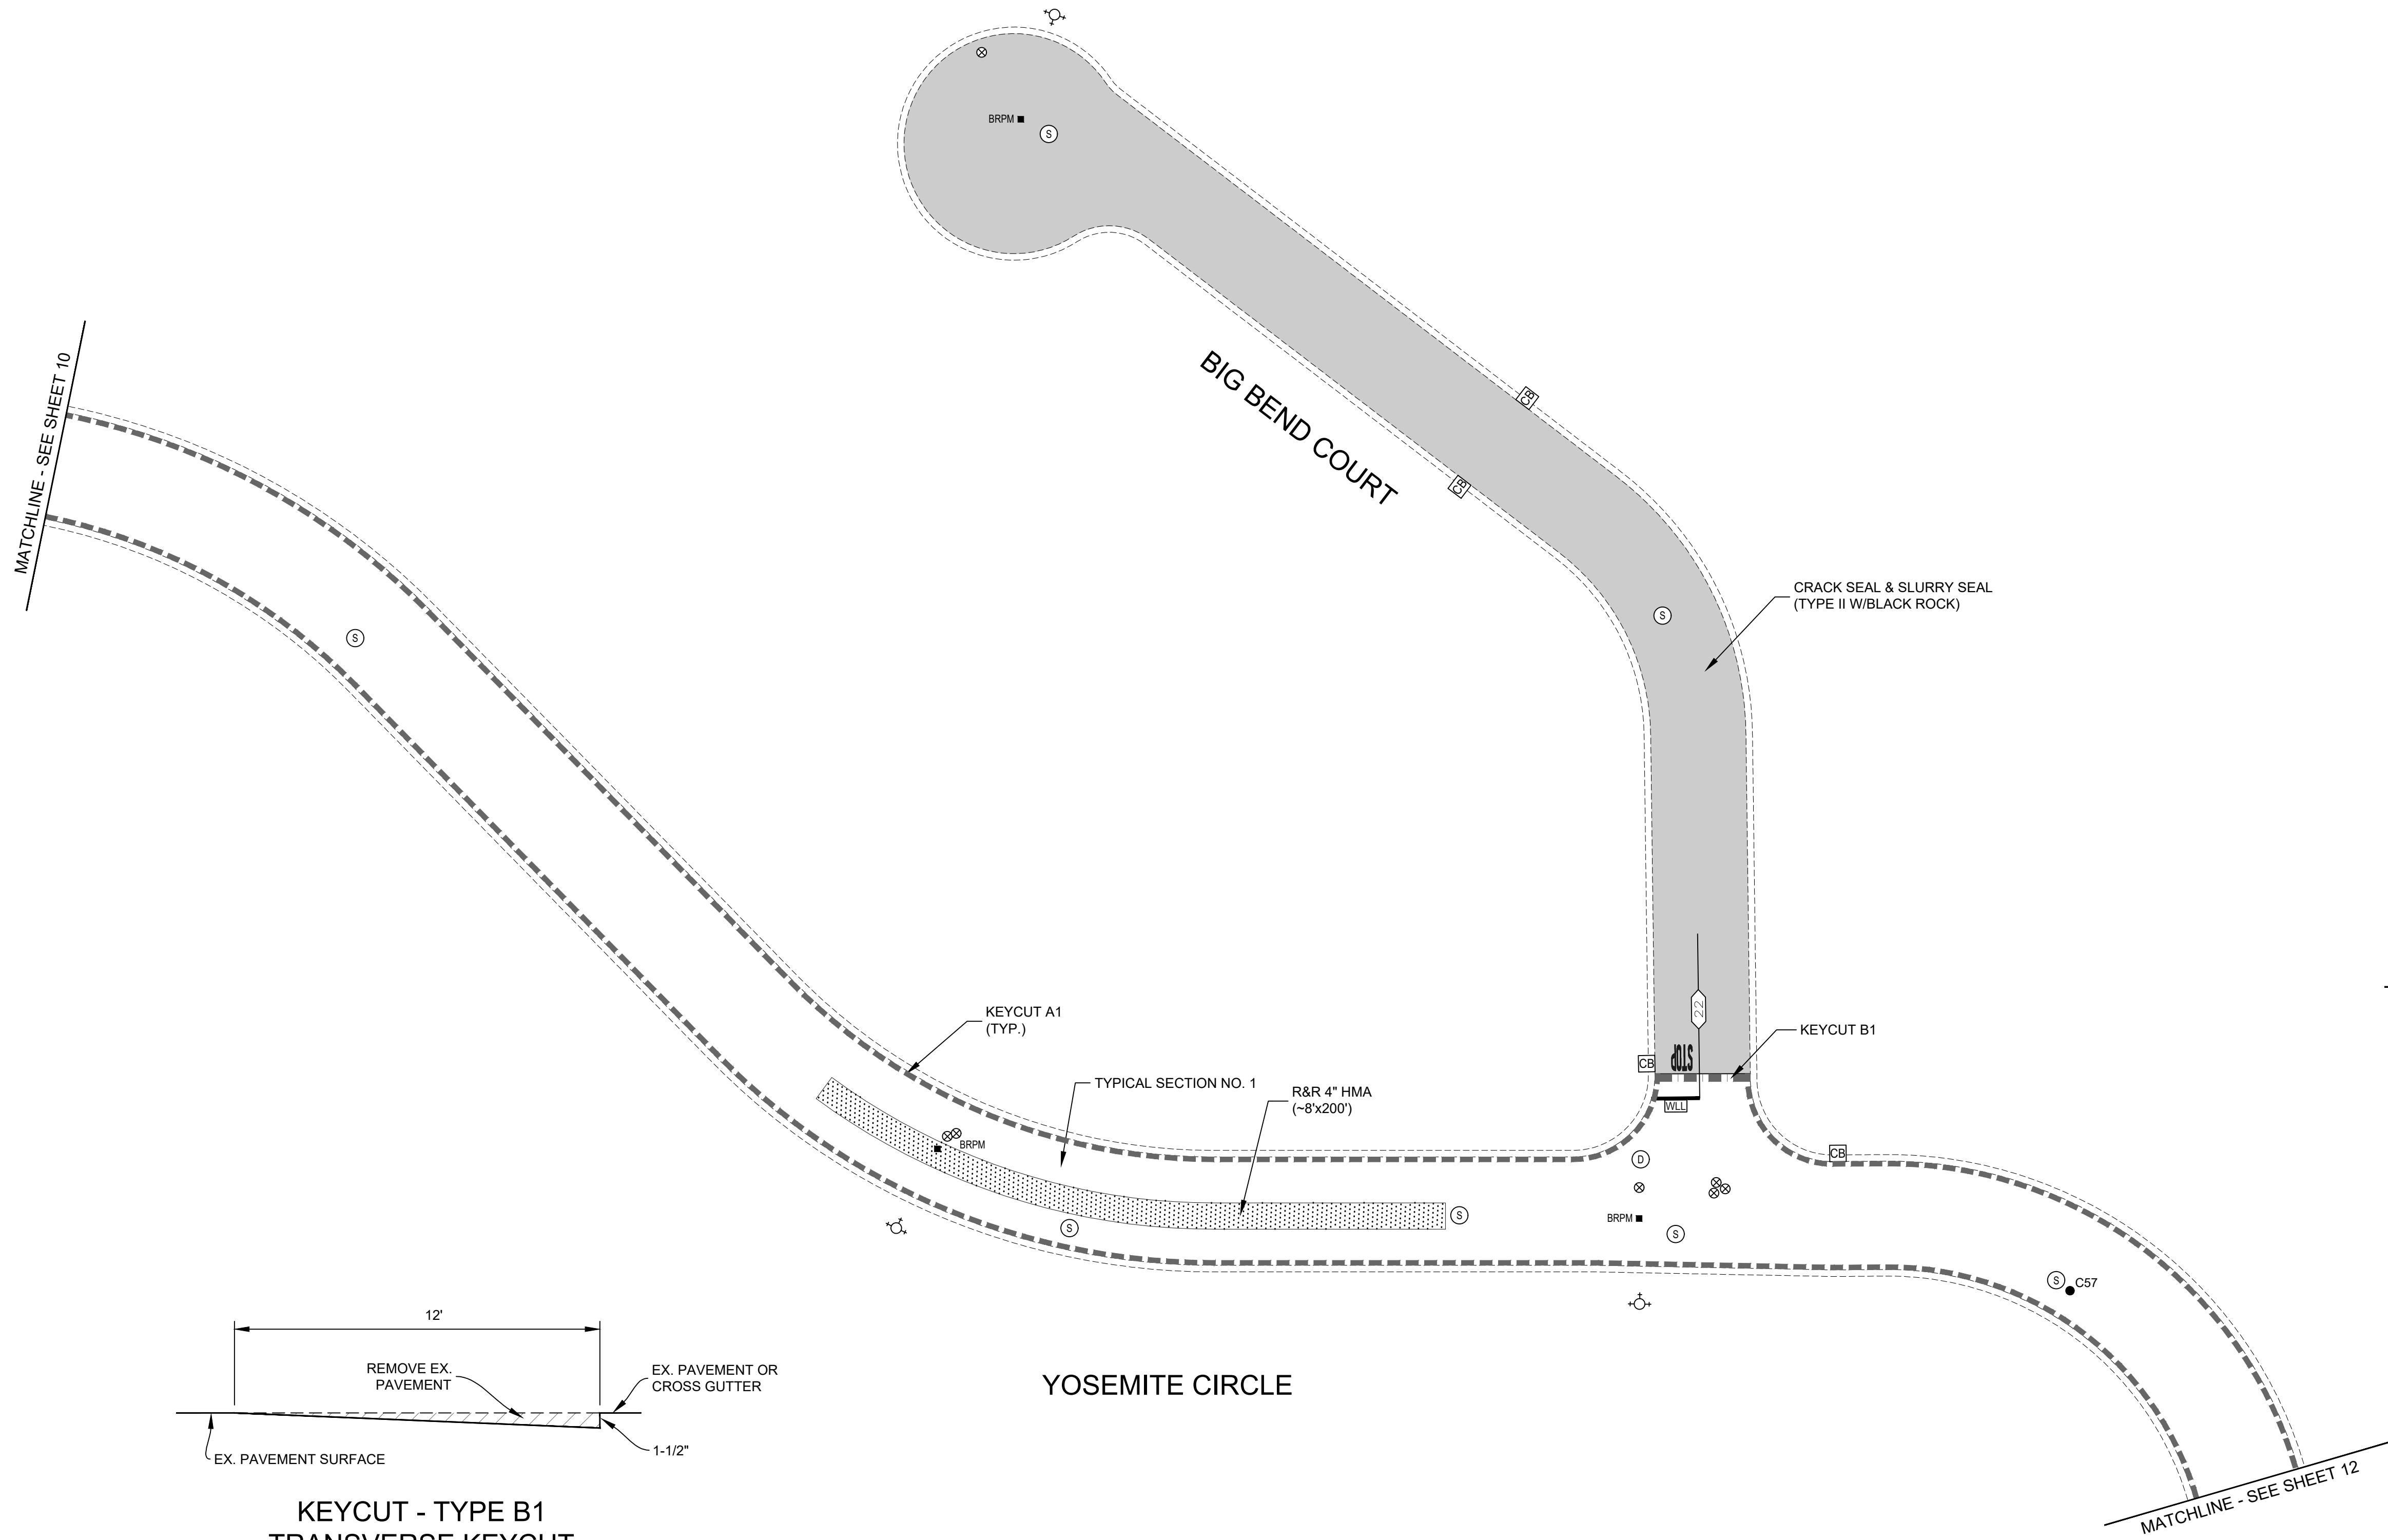 BRPM
S
MATCHLINE - SEE SHEET 10
BIG BEND COURT
CB
CB
CRACK SEAL & SLURRY SEAL
(TYPE II W/BLACK ROCK)
S
S
22
KEYCUT A1
(TYP.)
KEYCUT B1
STOP
CB
TYPICAL SECTION NO. 1
R&R 4" HMA
(~8'x200')
WLL
BRPM
D
CB
S
S
BRPM
S
S
C57
12'
REMOVE EX.
PAVEMENT
EX. PAVEMENT OR
CROSS GUTTER
YOSEMITE CIRCLE
1-1/2"
EX. PAVEMENT SURFACE
MATCHLINE - SEE SHEET 12
KEYCUT - TYPE B1
TRANSVERSE KEYCUT